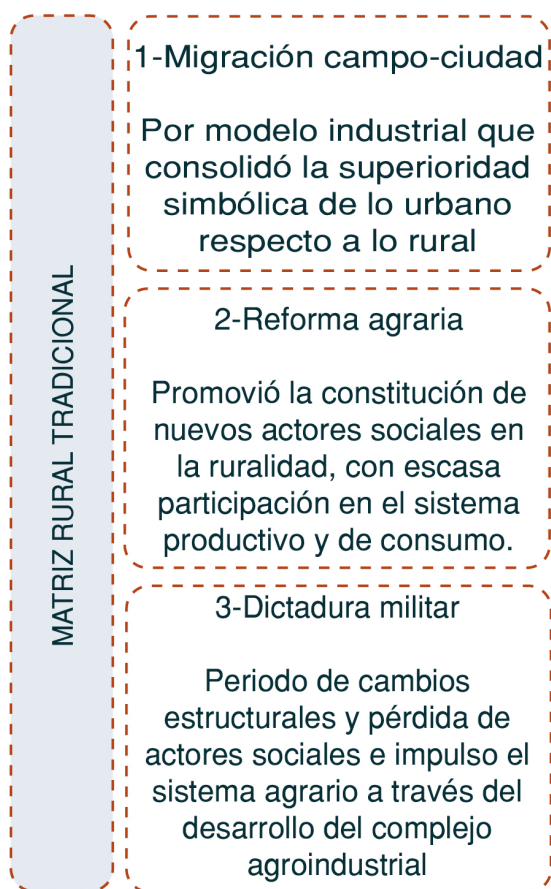 MATRIZ RURAL TRADICIONAL
1-Migración campo-ciudad
Por modelo industrial que
consolidó la superioridad
simbólica de lo urbano
respecto a lo rural
2-Reforma agraria
Promovió la constitución de
nuevos actores sociales en
la ruralidad, con escasa
participación en el sistema
productivo y de consumo.
3-Dictadura militar
Periodo de cambios
estructurales y pérdida de
actores sociales e impulso el
sistema agrario a través del
desarrollo del complejo
agroindustrial